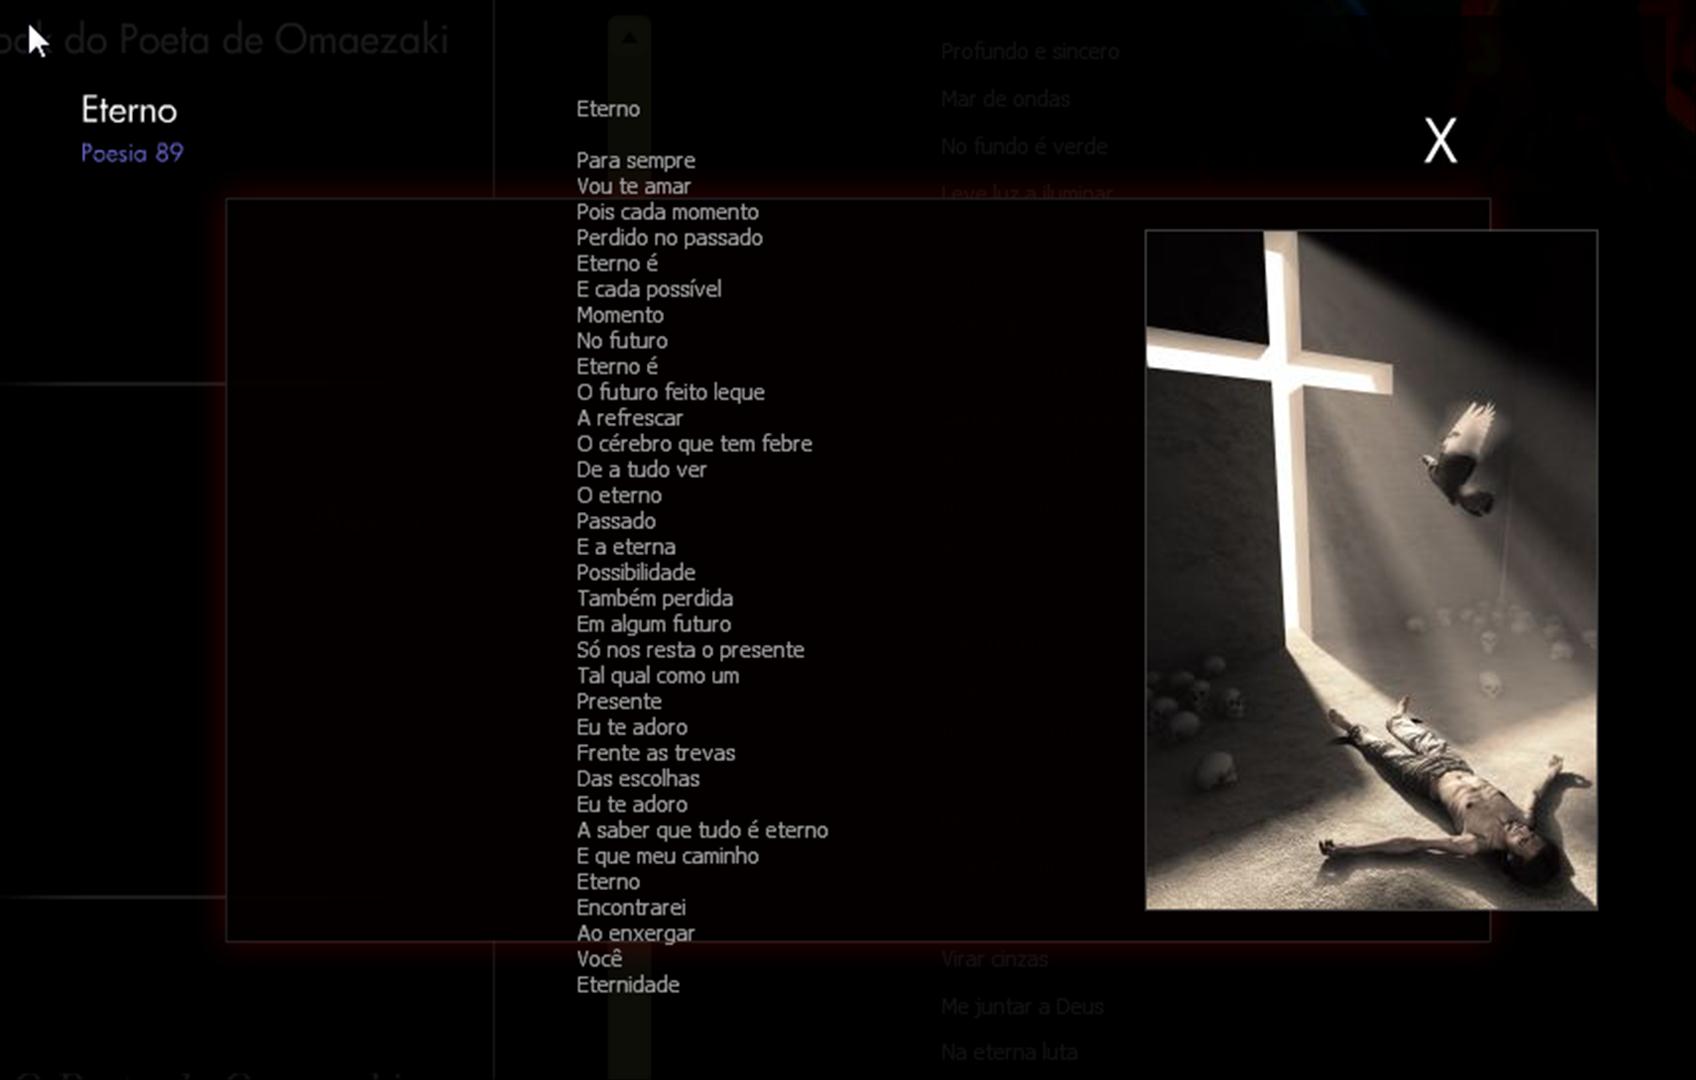 do Poeta de Omaezaki
Eterno
Poesia 89
X
Eterno
Para sempre
Vou te amar
Pois cada momento
Perdido no passado
Eterno é
E cada possível
Momento
No futuro
Eterno é
O futuro feito leque
A refrescar
O cérebro que tem febre
De a tudo ver
O eterno
Passado
E a eterna
Possibilidade
Também perdida
Em algum futuro
Só nos resta o presente
Tal qual como um
Presente
Eu te adoro
Frente as trevas
Das escolhas
Eu te adoro
A saber que tudo é eterno
E que meu caminho
Eterno
Encontrarei
Ao enxergar
Você
Eternidade
Profundo e sincero
Mar de ondas
No fundo é verde
Leve luz a iluminar
Virar cinzas
Me juntar a Deus
Na eterna luta